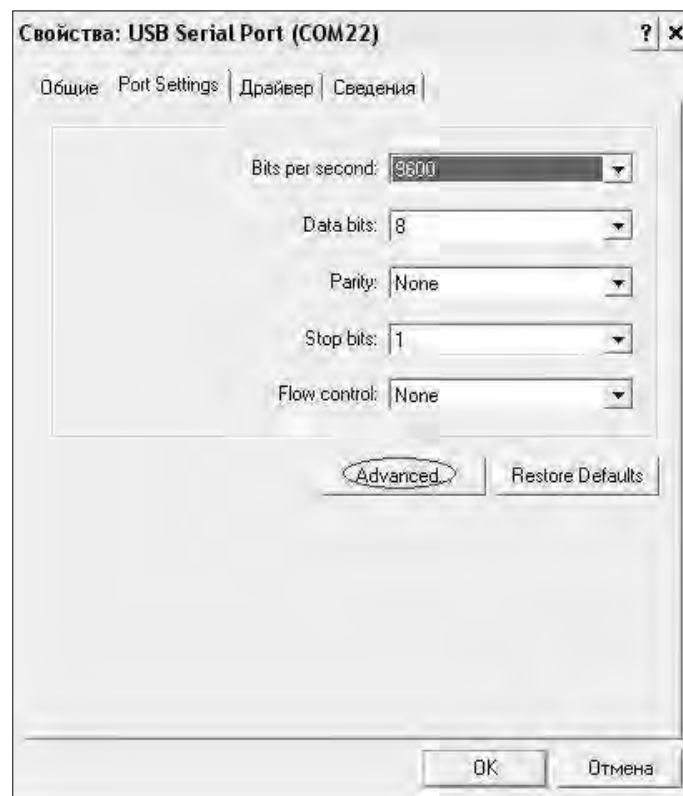 Свойства: USB Serial Port (COM22) ? ×
Общие Port Settings Драйвер Сведения
Bits per second: 9600
Data bits: 8
Parity: None
Stop bits: 1
Flow control: None
Advanced... Restore Defaults
OK Отмена